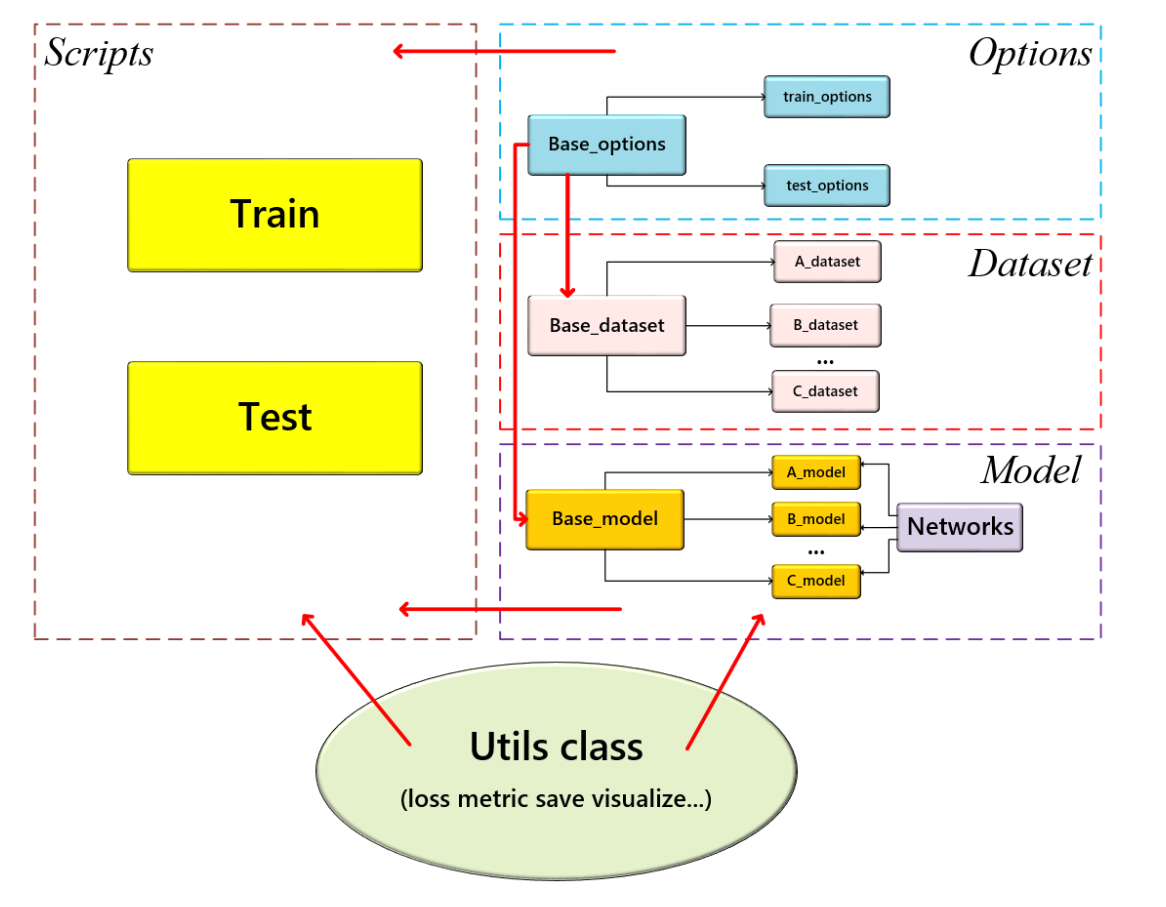 Scripts
Train
Test
Options
Base_options
train_options
test_options
Dataset
Base_dataset
A_dataset
B_dataset
...
C_dataset
Model
Base_model
A_model
B_model
...
C_model
Networks
Utils class
(loss metric save visualize...)